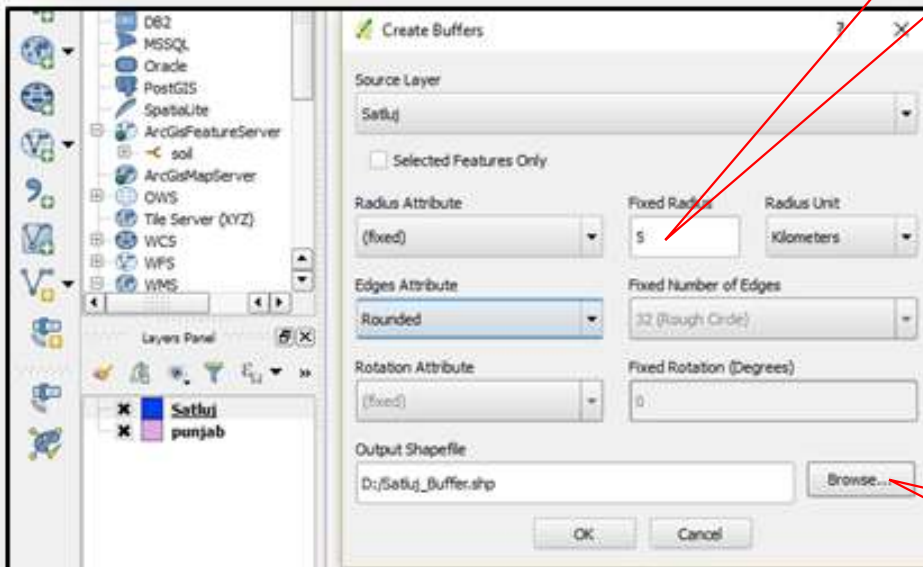 DB2
MSSQL
Oracle
PostGIS
SpatiaLite
ArcGisFeatureServer
soil
ArcGisMapServer
OWS
Tile Server (XYZ)
WCS
WFS
WMS
Layers Panel
Satluj
punjab
Create Buffers
?
Source Layer
Satluj
Selected Features Only
Radius Attribute
Fixed Radius
Radius Unit
(fixed)
5
Kilometers
Edges Attribute
Fixed Number of Edges
Rounded
32 (Rough Circle)
Rotation Attribute
Fixed Rotation (Degrees)
(fixed)
0
Output Shapefile
D:/Satluj_Buffer.shp
Browse...
OK
Cancel